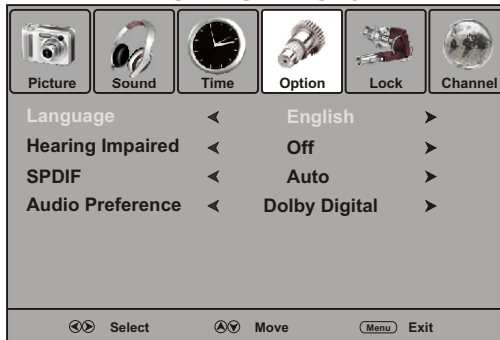 Picture Sound Time Option Lock Channel
Language English
Hearing Impaired Off
SPDIF Auto
Audio Preference Dolby Digital
Select Move Menu Exit